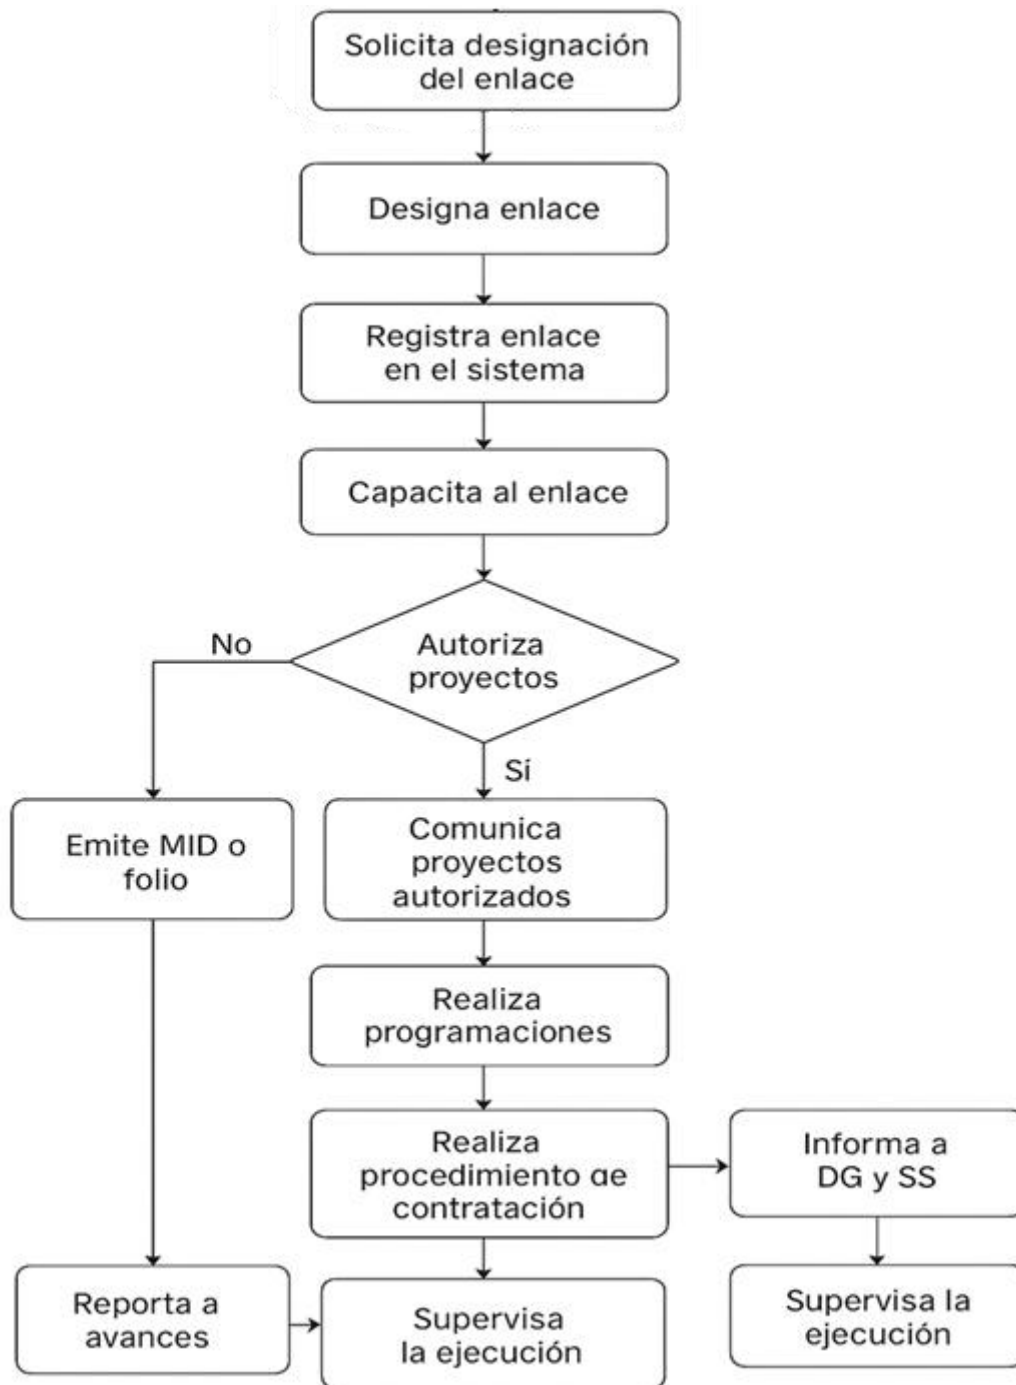 Solicita designación
del enlace
Designa enlace
Registra enlace
en el sistema
Capacita al enlace
Autoriza
proyectos
No
Sí
Emite MID o
folio
Comunica
proyectos
autorizados
Realiza
programaciones
Realiza
procedimiento de
contratación
Informa a
DG y SS
Reporta a
avances
Supervisa
la ejecución
Supervisa la
ejecución